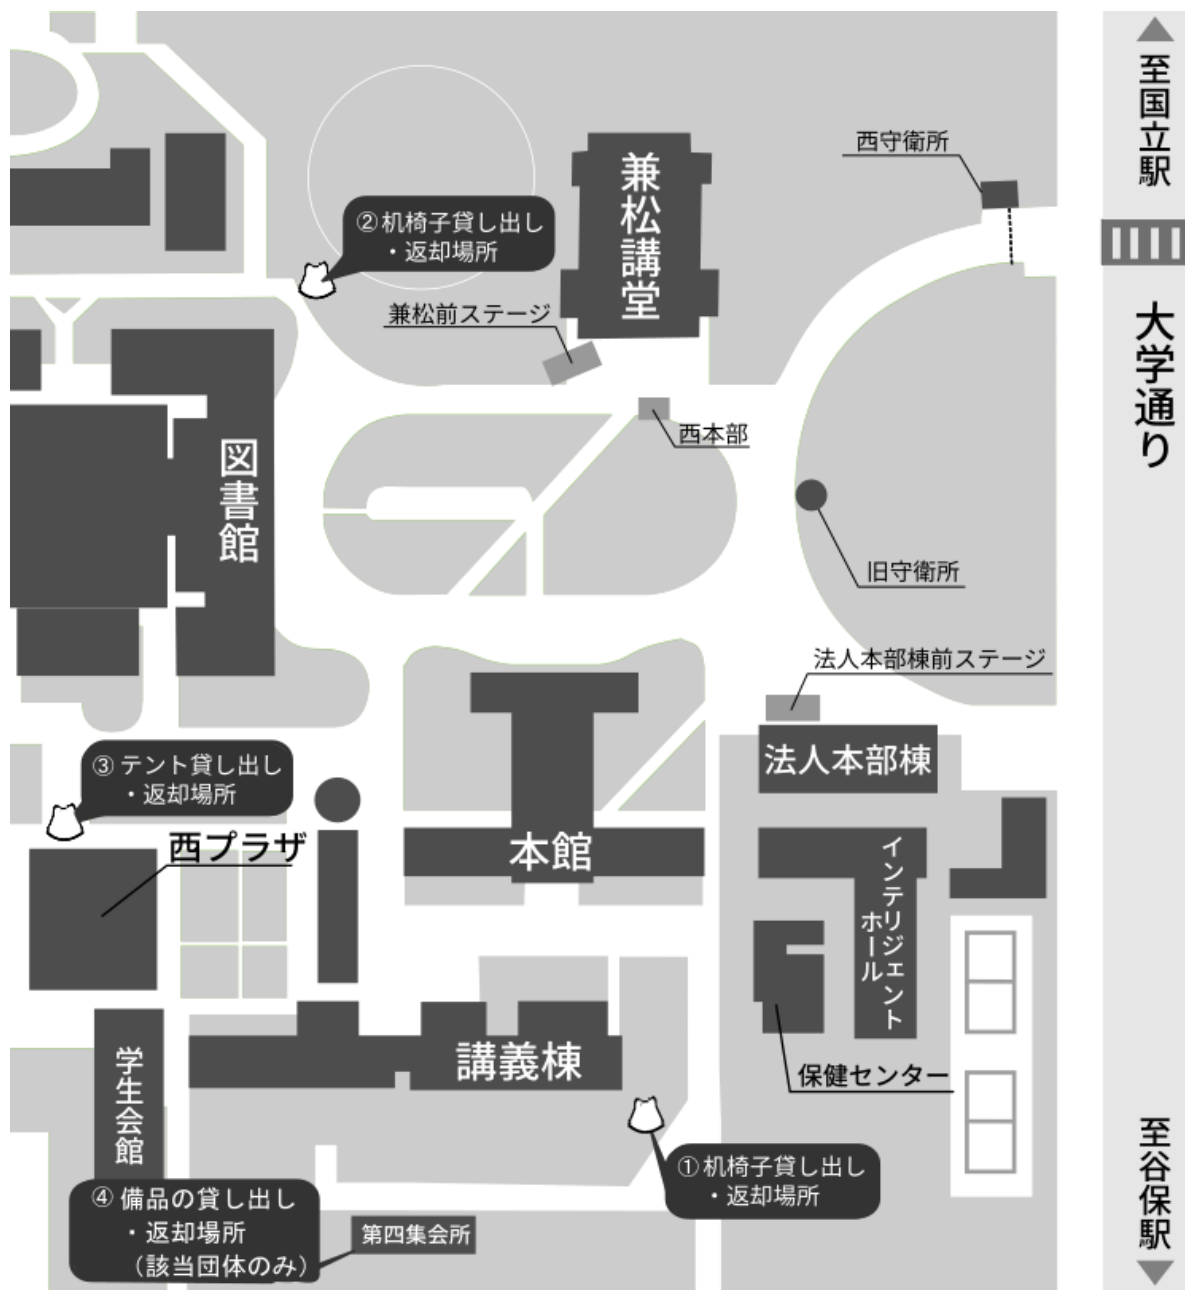 至国立駅
西守衛所
兼松講堂
②机椅子貸し出し
・返却場所
兼松前ステージ
大学通り
西本部
図書館
旧守衛所
法人本部棟前ステージ
法人本部棟
③ テント貸し出し
・返却場所
西プラザ
本館
インテリジェント
ホール
講義棟
学生会館
保健センター
①机椅子貸し出し
・返却場所
④ 備品の貸し出し
・返却場所
（該当団体のみ）
第四集会所
至谷保駅